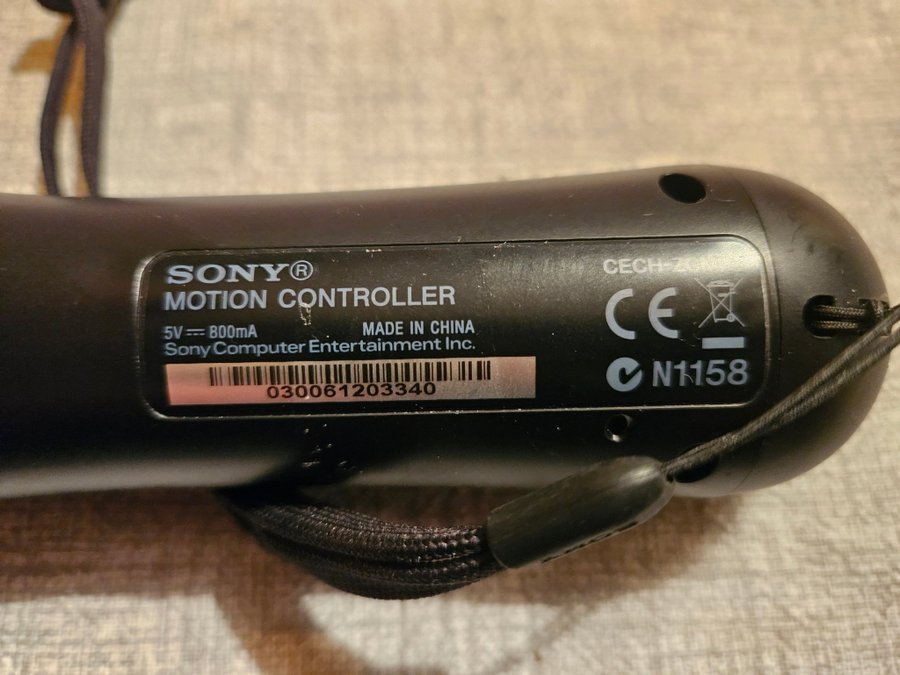 SONY®
MOTION CONTROLLER
5V ⎓ 800mA MADE IN CHINA
Sony Computer Entertainment Inc.
030061203340
CE
N1158